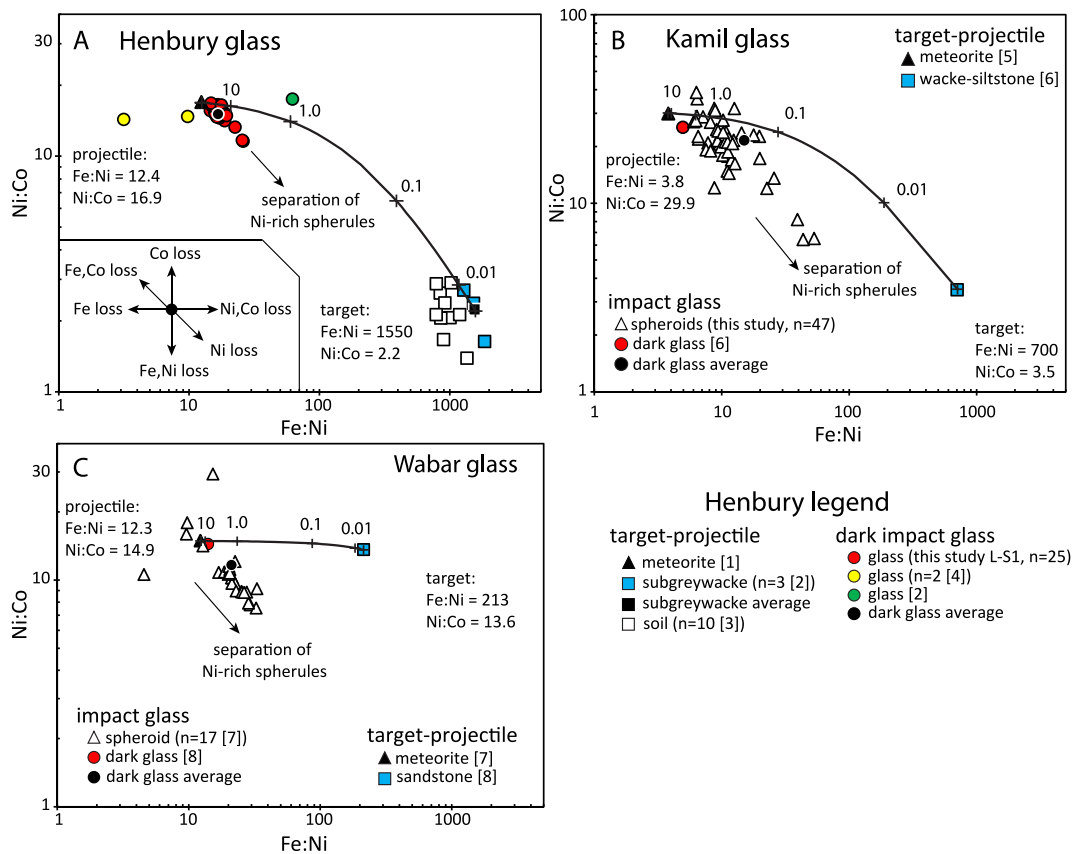 A Henbury glass
30
10
1
Ni:Co
10
1.0
0.1
0.01
projectile:
Fe:Ni = 12.4
Ni:Co = 16.9
separation of
Ni-rich spherules
Co loss
Fe,Co loss
Fe loss
Ni,Co loss
Ni loss
Fe,Ni loss
target:
Fe:Ni = 1550
Ni:Co = 2.2
1 10 100 1000
Fe:Ni
B Kamil glass
100
10
1
Ni:Co
target-projectile
meteorite [5]
wacke-siltstone [6]
10
1.0
0.1
0.01
projectile:
Fe:Ni = 3.8
Ni:Co = 29.9
separation of
Ni-rich spherules
impact glass
spheroids (this study, n=47)
dark glass [6]
dark glass average
target:
Fe:Ni = 700
Ni:Co = 3.5
1 10 100 1000
Fe:Ni
C Wabar glass
30
10
1
Ni:Co
projectile:
Fe:Ni = 12.3
Ni:Co = 14.9
10
1.0
0.1
0.01
target:
Fe:Ni = 213
Ni:Co = 13.6
separation of
Ni-rich spherules
impact glass
spheroid (n=17 [7])
dark glass [8]
dark glass average
target-projectile
meteorite [7]
sandstone [8]
1 10 100 1000
Fe:Ni
Henbury legend
target-projectile
meteorite [1]
subgreywacke (n=3 [2])
subgreywacke average
soil (n=10 [3])
dark impact glass
glass (this study L-S1, n=25)
glass (n=2 [4])
glass [2]
dark glass average